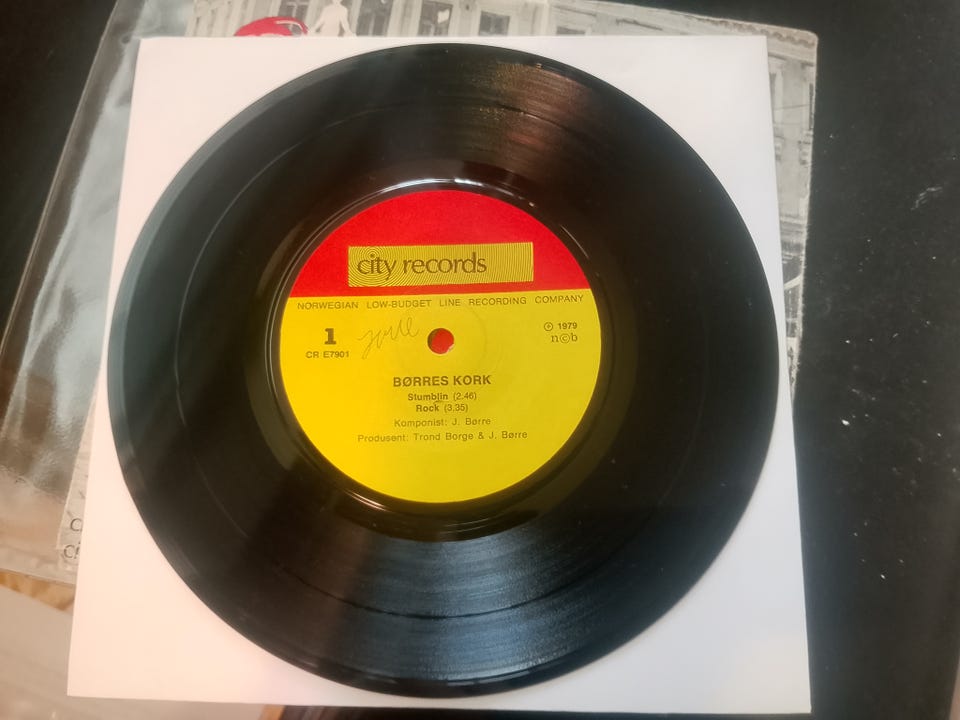 city records
NORWEGIAN LOW-BUDGET LINE RECORDING COMPANY
1
CR E7901
℗ 1979
n©b
BØRRES KORK
Stumblin (2.46)
Rock (3,35)
Komponist: J. Børre
Produsent: Trond Borge & J. Børre